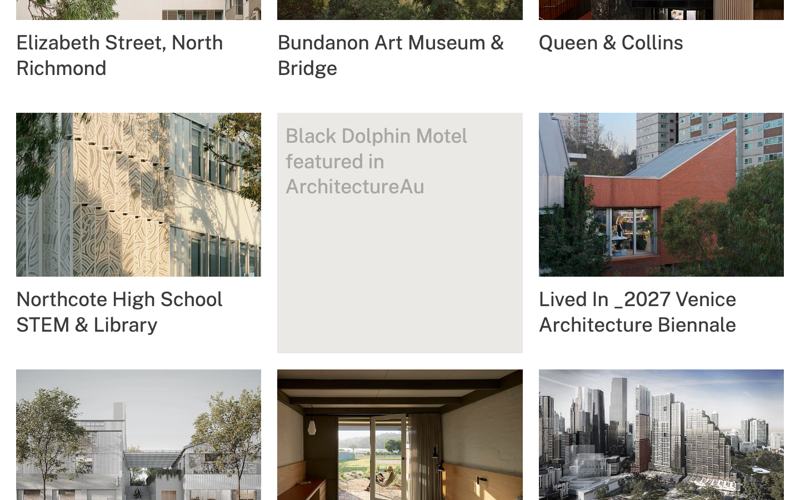 Elizabeth Street, North
Richmond
Bundanon Art Museum &
Bridge
Queen & Collins
Black Dolphin Motel
featured in
ArchitectureAu
Northcote High School
STEM & Library
Lived In _2027 Venice
Architecture Biennale